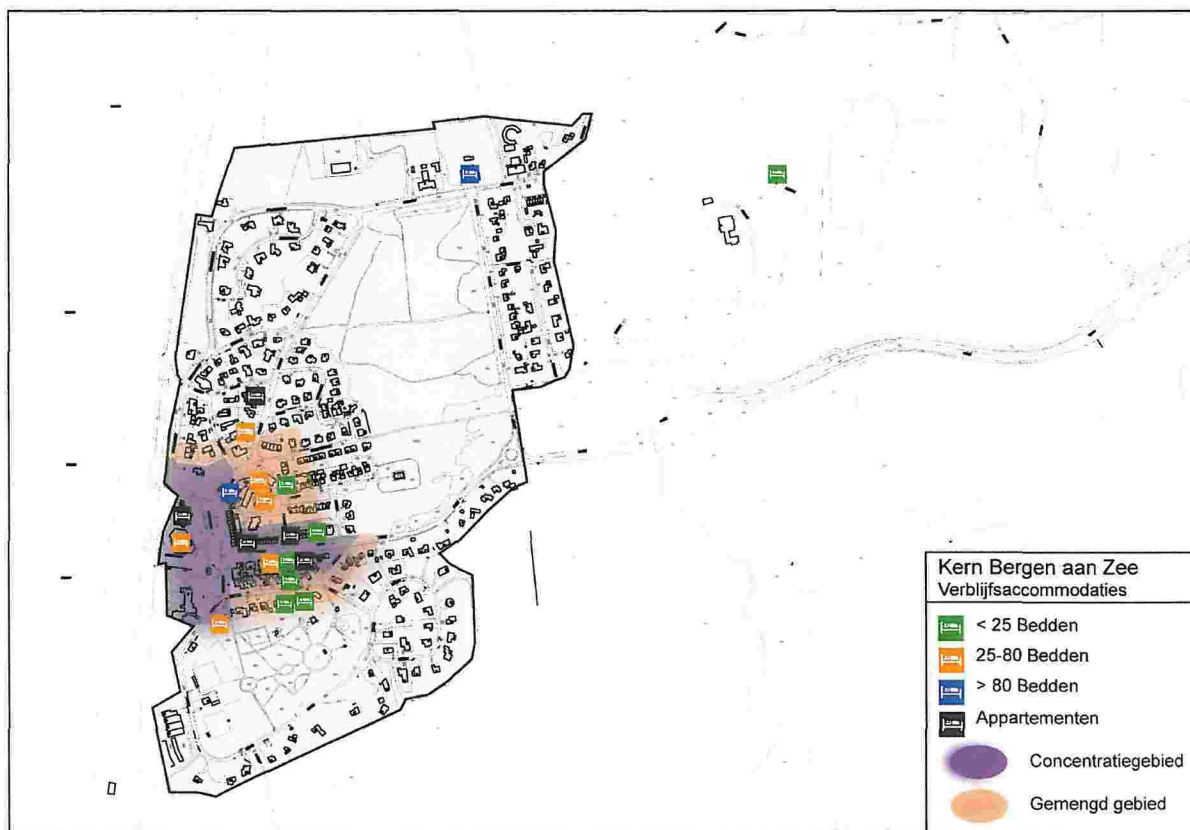 Kern Bergen aan Zee
Verblijfsaccommodaties
< 25 Bedden
25-80 Bedden
> 80 Bedden
Appartementen
Concentratiegebied
Gemengd gebied